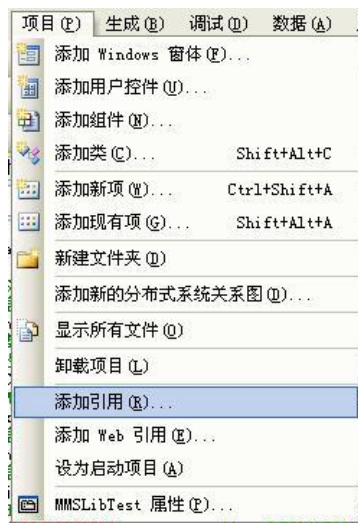 项目(P) 生成(B) 调试(D) 数据(A)
添加 Windows 窗体(F)...
添加用户控件(U)...
添加组件(N)...
添加类(C)... Shift+Alt+C
添加新项(W)... Ctrl+Shift+A
添加现有项(G)... Shift+Alt+A
新建文件夹(D)
添加新的分布式系统关系图(D)...
显示所有文件(O)
卸载项目(L)
添加引用(R)...
添加 Web 引用(E)...
设为启动项目(A)
MMSLibTest 属性(P)...